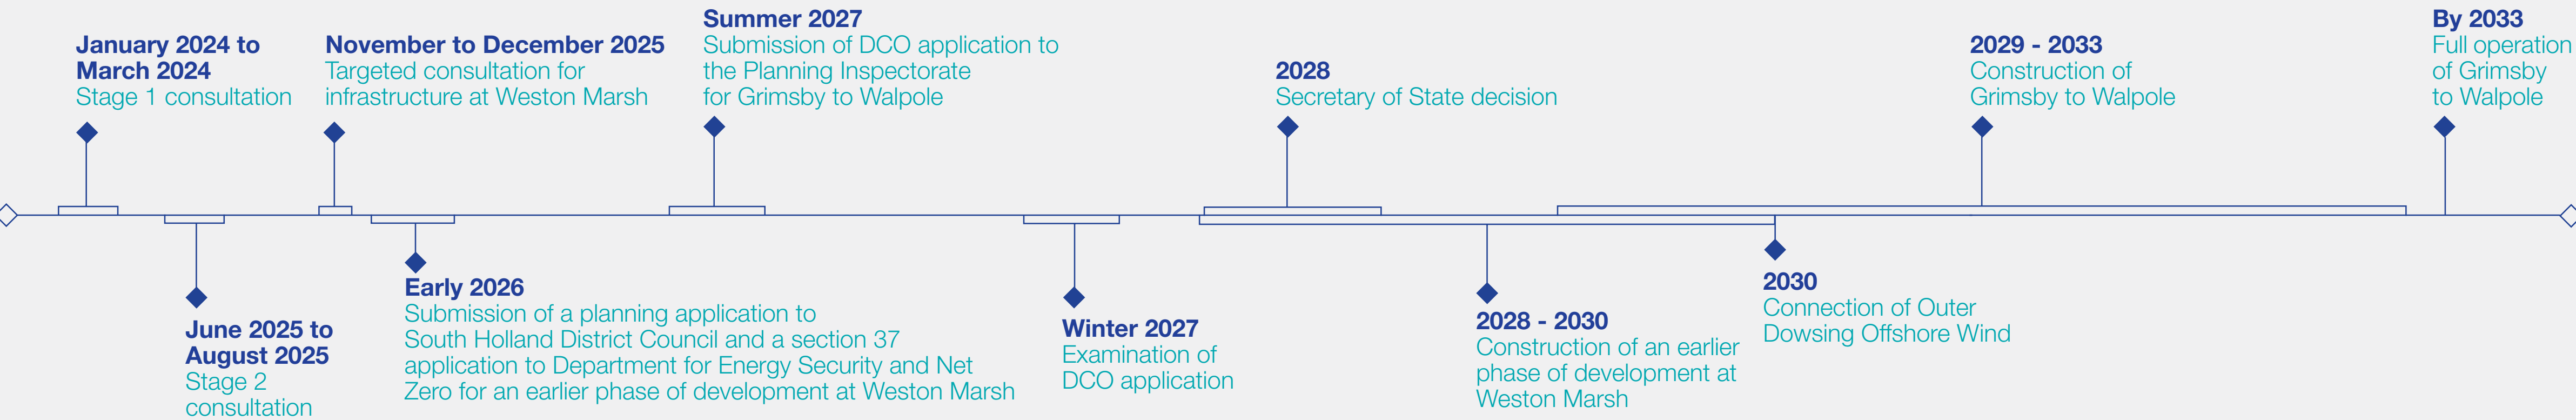 January 2024 to
March 2024
Stage 1 consultation
June 2025 to
August 2025
Stage 2
consultation
November to December 2025
Targeted consultation for
infrastructure at Weston Marsh
Early 2026
Submission of a planning application to
South Holland District Council and a section 37
application to Department for Energy Security and Net
Zero for an earlier phase of development at Weston Marsh
Summer 2027
Submission of DCO application to
the Planning Inspectorate
for Grimsby to Walpole
Winter 2027
Examination of
DCO application
2028
Secretary of State decision
2028 - 2030
Construction of an earlier
phase of development at
Weston Marsh
2030
Connection of Outer
Dowsing Offshore Wind
2029 - 2033
Construction of
Grimsby to Walpole
By 2033
Full operation
of Grimsby
to Walpole